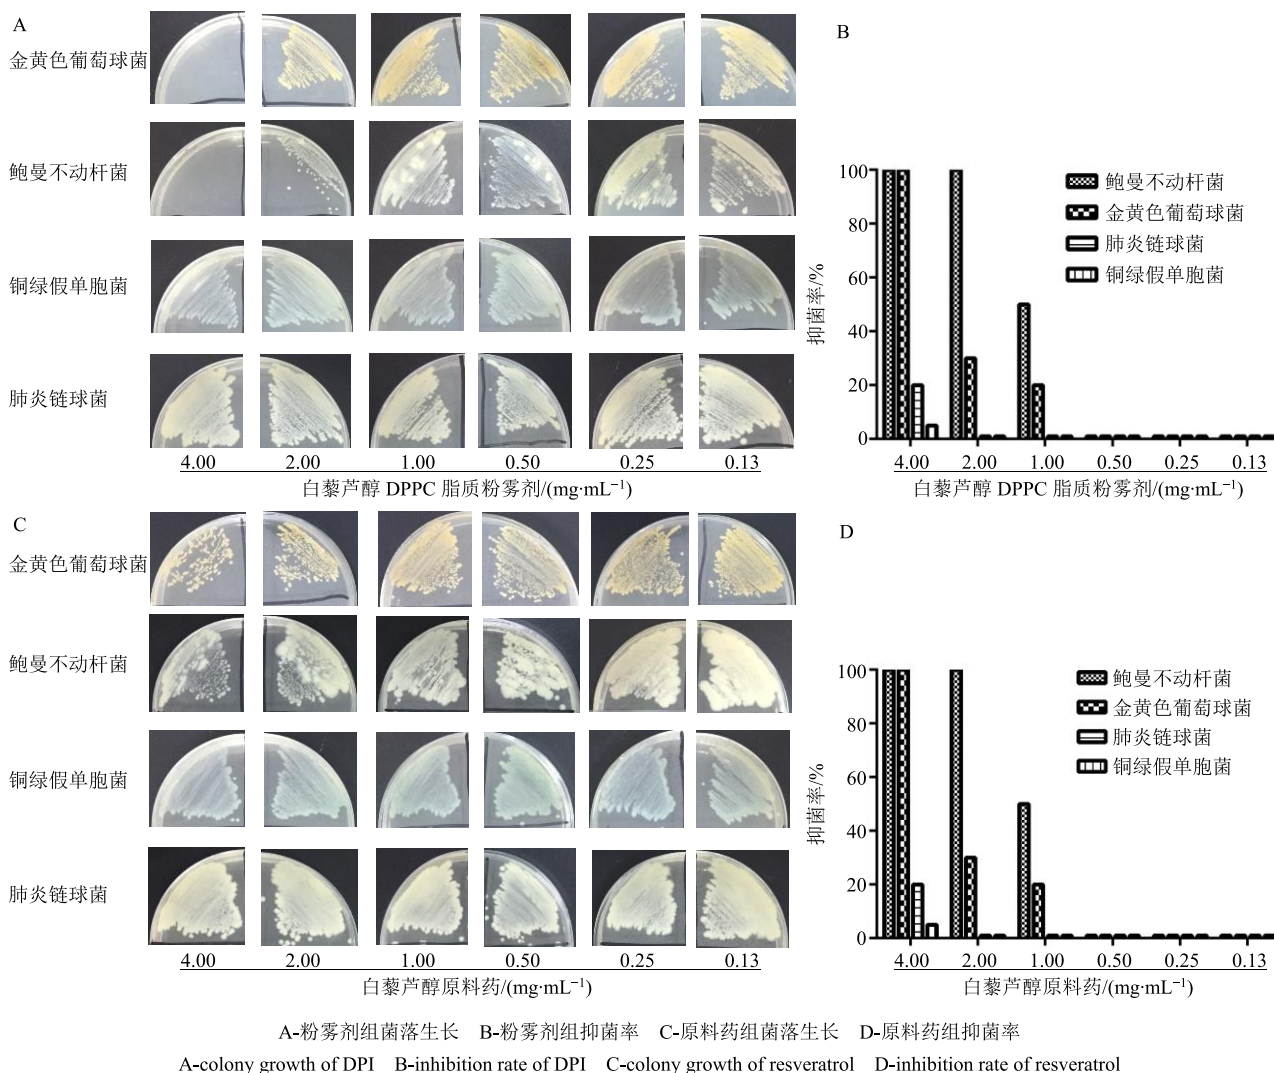 A
金黄色葡萄球菌
鲍曼不动杆菌
铜绿假单胞菌
肺炎链球菌
4.00 2.00 1.00 0.50 0.25 0.13
白藜芦醇 DPPC 脂质粉雾剂/(mg·mL⁻¹)
B
抑菌率/%
100
80
60
40
20
0
鲍曼不动杆菌
金黄色葡萄球菌
肺炎链球菌
铜绿假单胞菌
4.00 2.00 1.00 0.50 0.25 0.13
白藜芦醇 DPPC 脂质粉雾剂/(mg·mL⁻¹)
C
金黄色葡萄球菌
鲍曼不动杆菌
铜绿假单胞菌
肺炎链球菌
4.00 2.00 1.00 0.50 0.25 0.13
白藜芦醇原料药/(mg·mL⁻¹)
D
抑菌率/%
100
80
60
40
20
0
鲍曼不动杆菌
金黄色葡萄球菌
肺炎链球菌
铜绿假单胞菌
4.00 2.00 1.00 0.50 0.25 0.13
白藜芦醇原料药/(mg·mL⁻¹)
A-粉雾剂组菌落生长 B-粉雾剂组抑菌率 C-原料药组菌落生长 D-原料药组抑菌率
A-colony growth of DPI B-inhibition rate of DPI C-colony growth of resveratrol D-inhibition rate of resveratrol